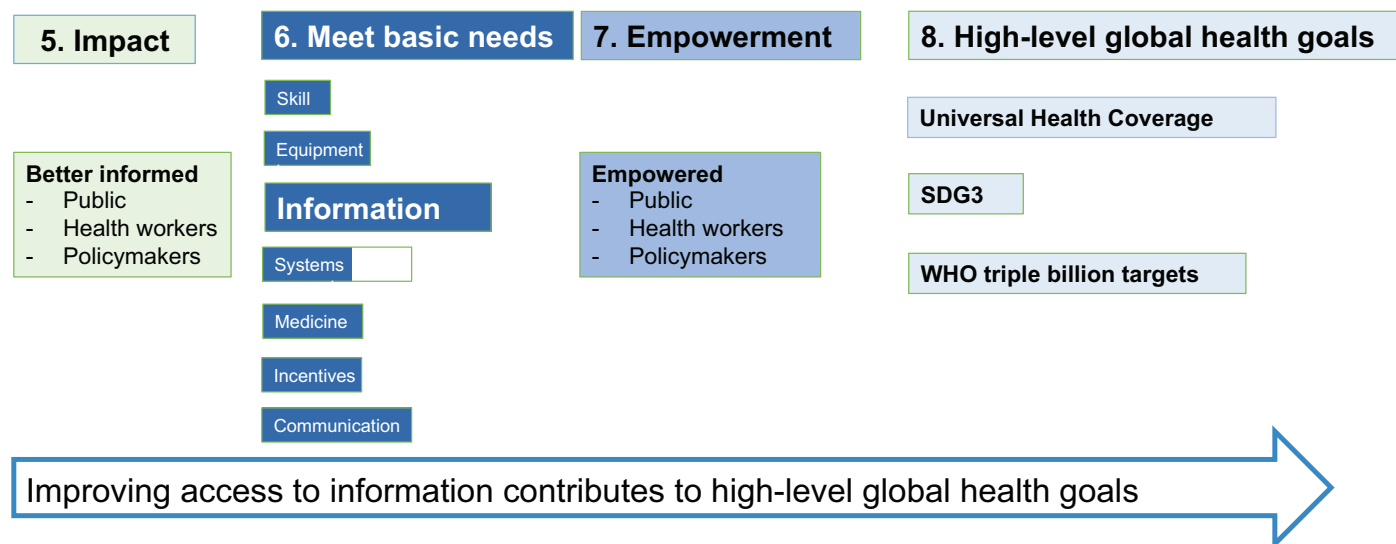 5. Impact
6. Meet basic needs
7. Empowerment
8. High-level global health goals
Better informed
- Public
- Health workers
- Policymakers
Skill
Equipment
Information
Systems
Medicine
Incentives
Communication
Empowered
- Public
- Health workers
- Policymakers
Universal Health Coverage
SDG3
WHO triple billion targets
Improving access to information contributes to high-level global health goals